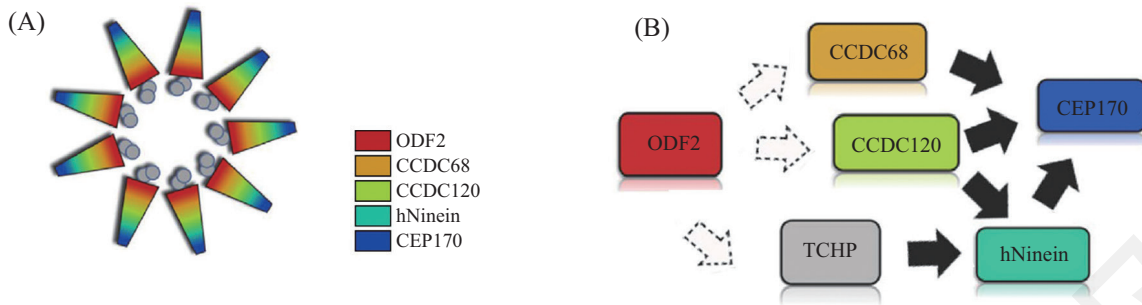 (A)
ODF2
CCDC68
CCDC120
hNinein
CEP170
(B)
CCDC68
CEP170
ODF2
CCDC120
TCHP
hNinein